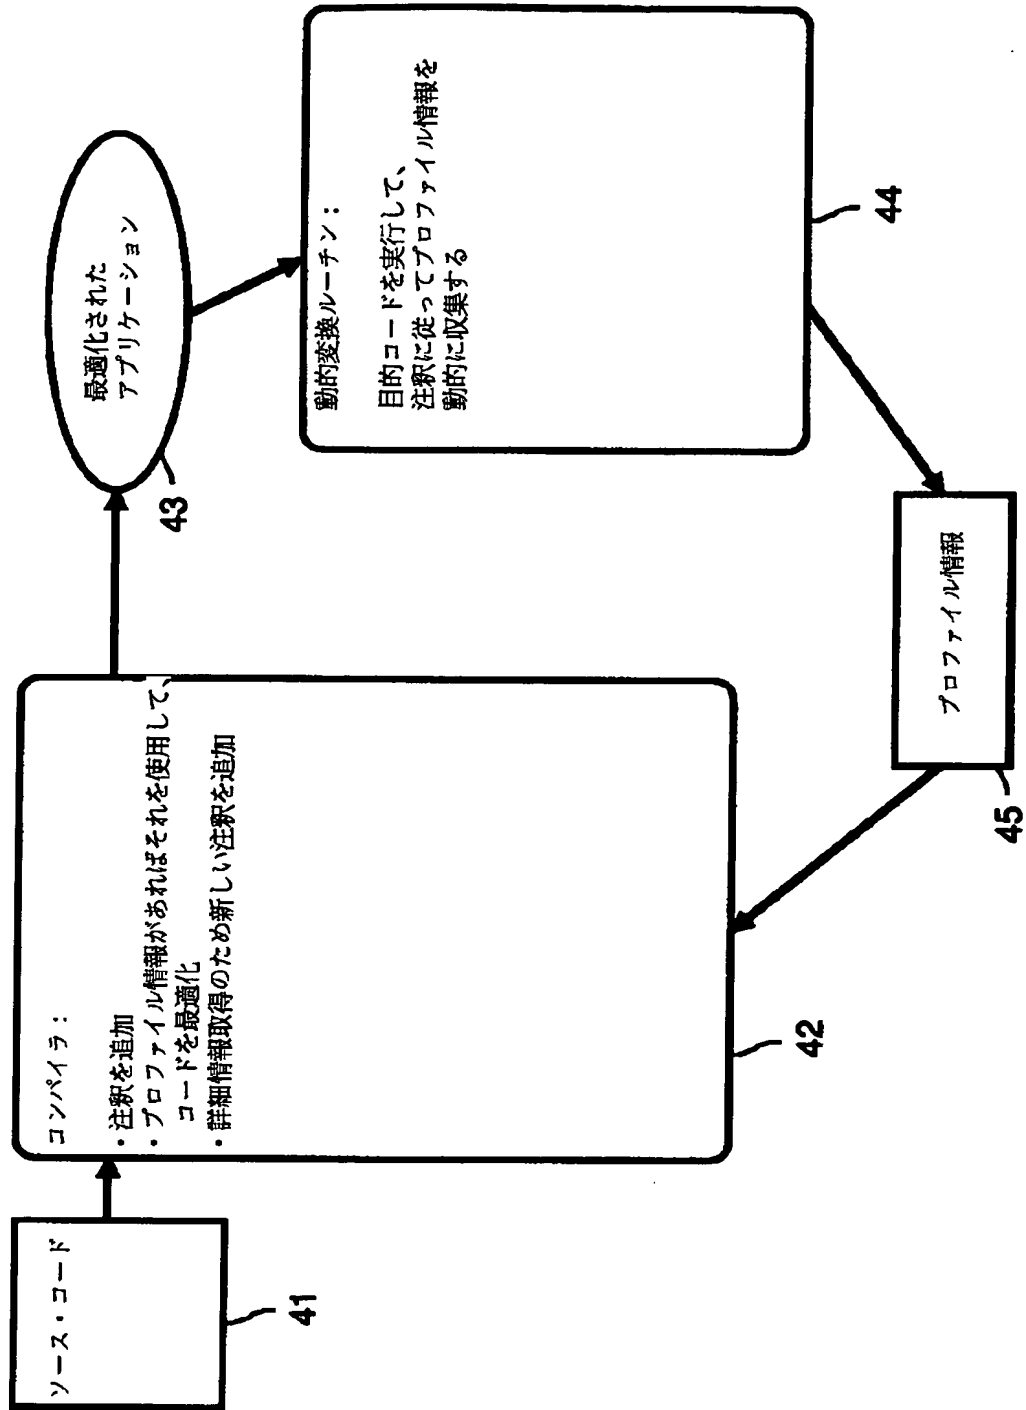 ソース・コード
41
コンパイラ：
・注釈を追加
・プロファイル情報があればそれを使用して、
コードを最適化
・詳細情報取得のため新しい注釈を追加
42
最適化された
アプリケーション
43
動的変換ルーチン：
目的コードを実行して、
注釈に従ってプロファイル情報を
動的に収集する
44
プロファイル情報
45